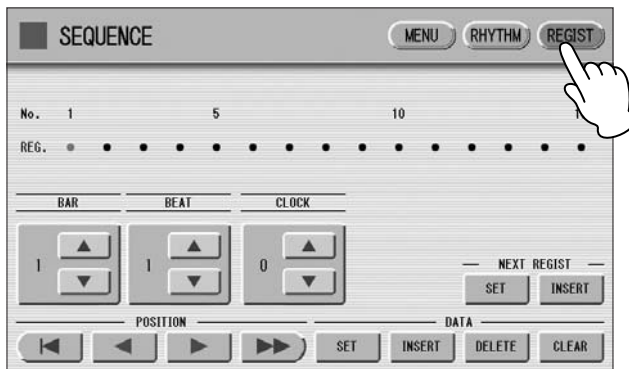 SEQUENCE MENU RHYTHM REGIST
No. 1 5 10
REG.
BAR BEAT CLOCK
1 1 0
NEXT REGIST
SET INSERT
POSITION DATA
SET INSERT DELETE CLEAR